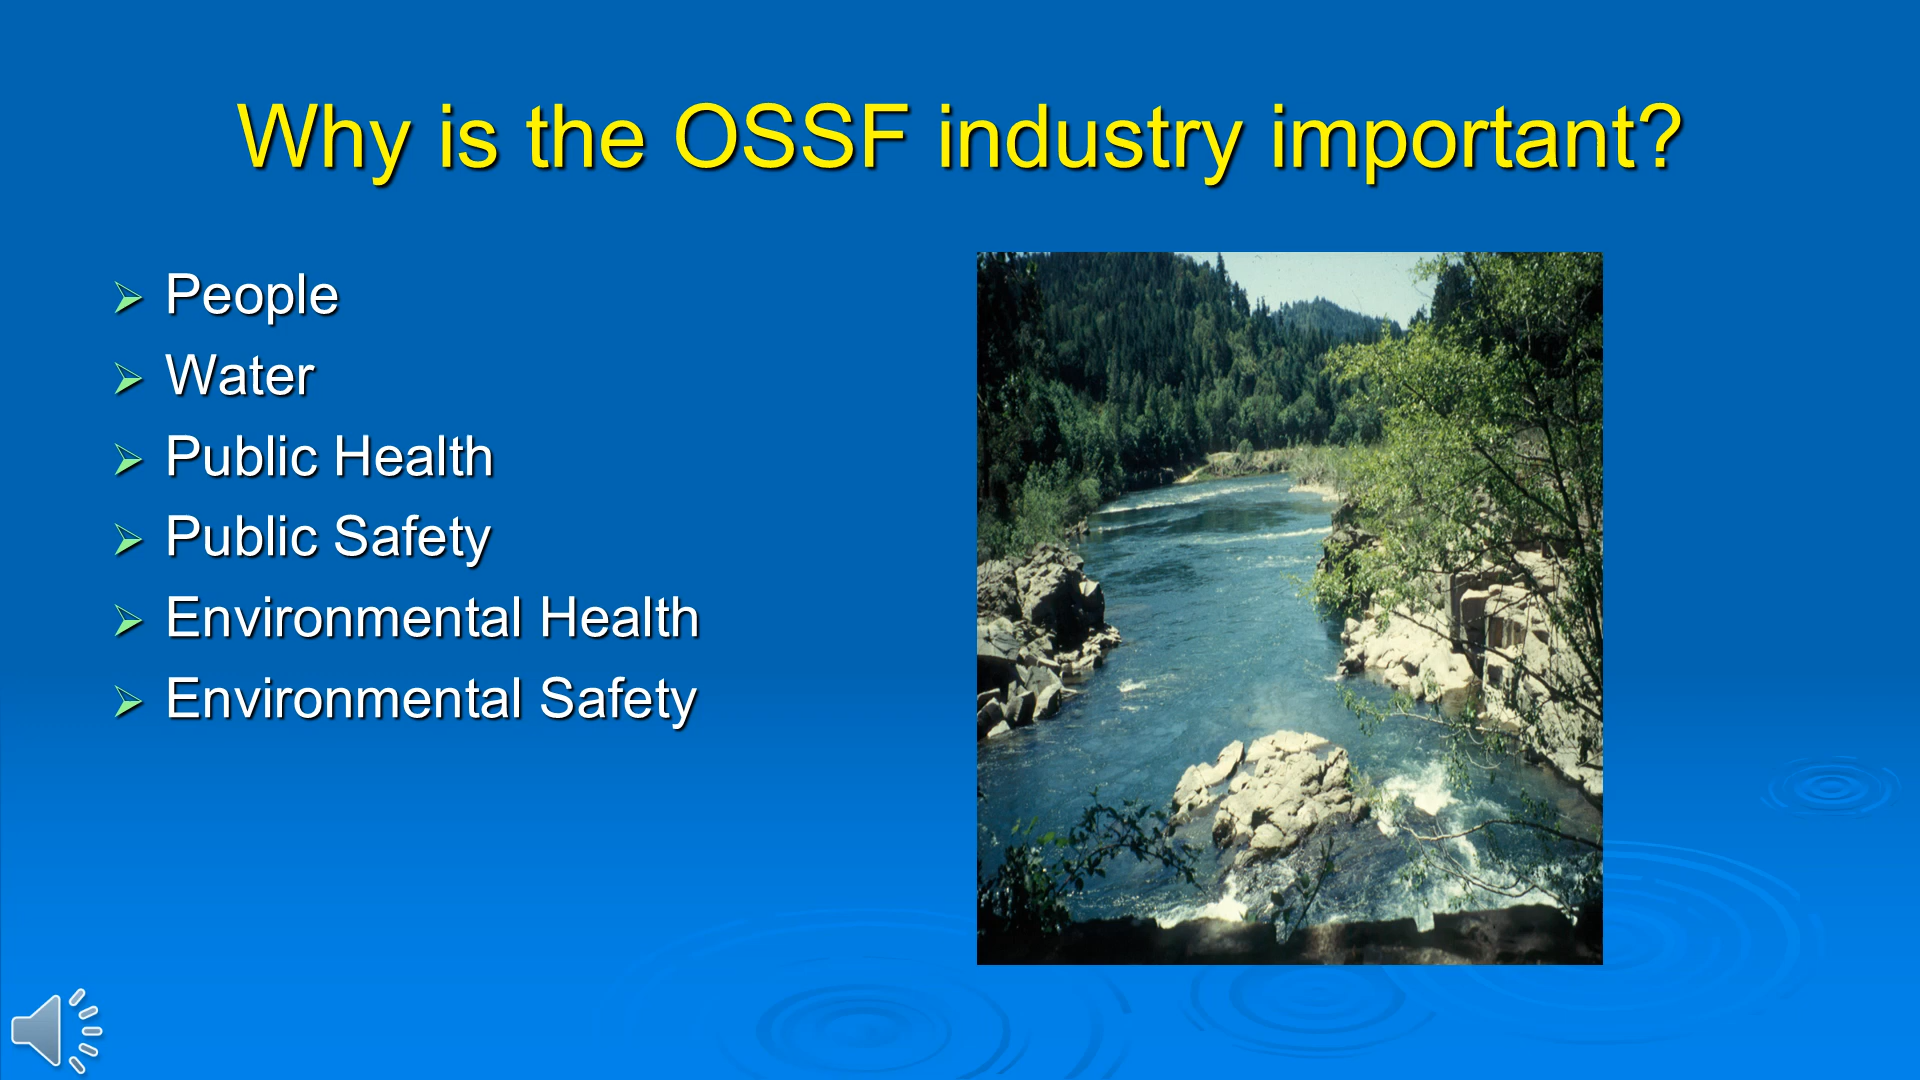 Why is the OSSF industry important?
People
Water
Public Health
Public Safety
Environmental Health
Environmental Safety